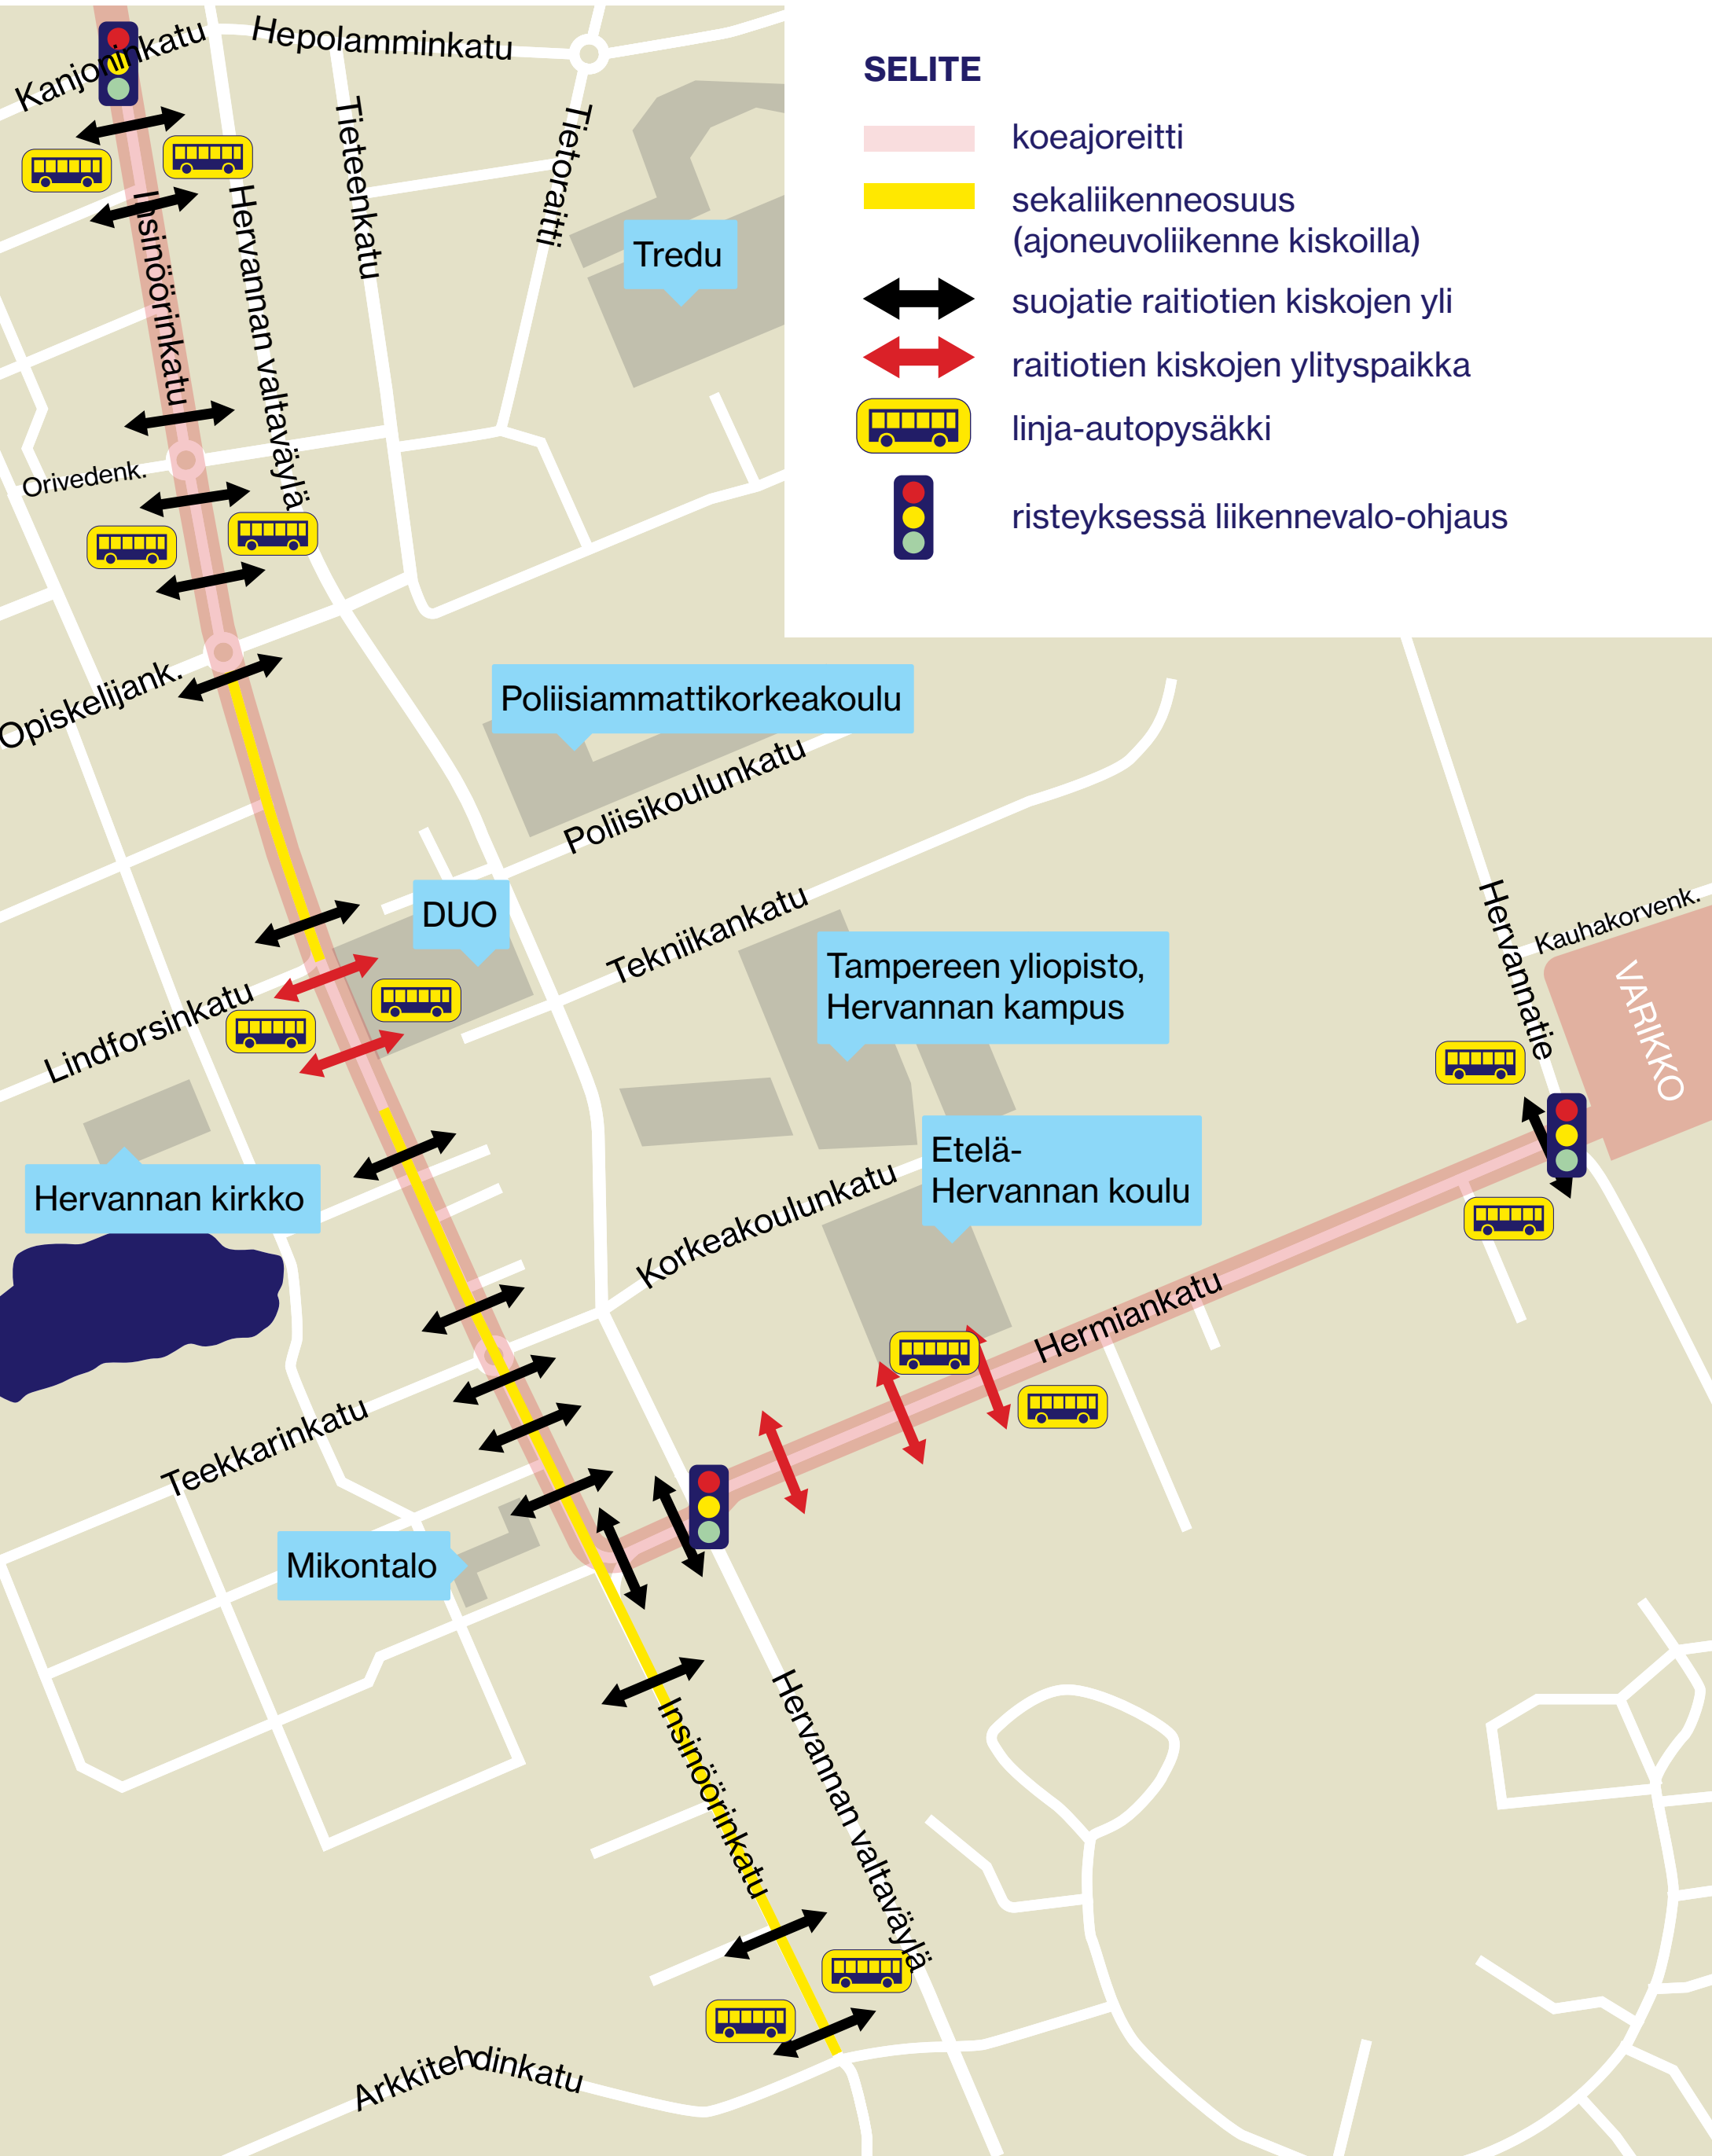 Kanjoninkatu
Hepolamminkatu
SELITE
koeajoreitti
sekaliikenneosuus
(ajoneuvoliikenne kiskoilla)
suojatie raitiotien kiskojen yli
raitiotien kiskojen ylityspaikka
linja-autopysäkki
risteyksessä liikennevalo-ohjaus
Insinöörinkatu
Hervannan valtaväylä
Tieteenkatu
Tietoraitti
Tredu
Orivedenk.
Opiskelijank.
Poliisiammattikorkeakoulu
Poliisikoulunkatu
DUO
Tekniikankatu
Tampereen yliopisto,
Hervannan kampus
Hervannatie
Kauhakorvenk.
VARIKKO
Lindforsinkatu
Hervannan kirkko
Etelä-
Hervannan koulu
Korkeakoulunkatu
Hermiankatu
Teekkarinkatu
Mikontalo
Insinöörinkatu
Hervannan valtaväylä
Arkkitehdinkatu